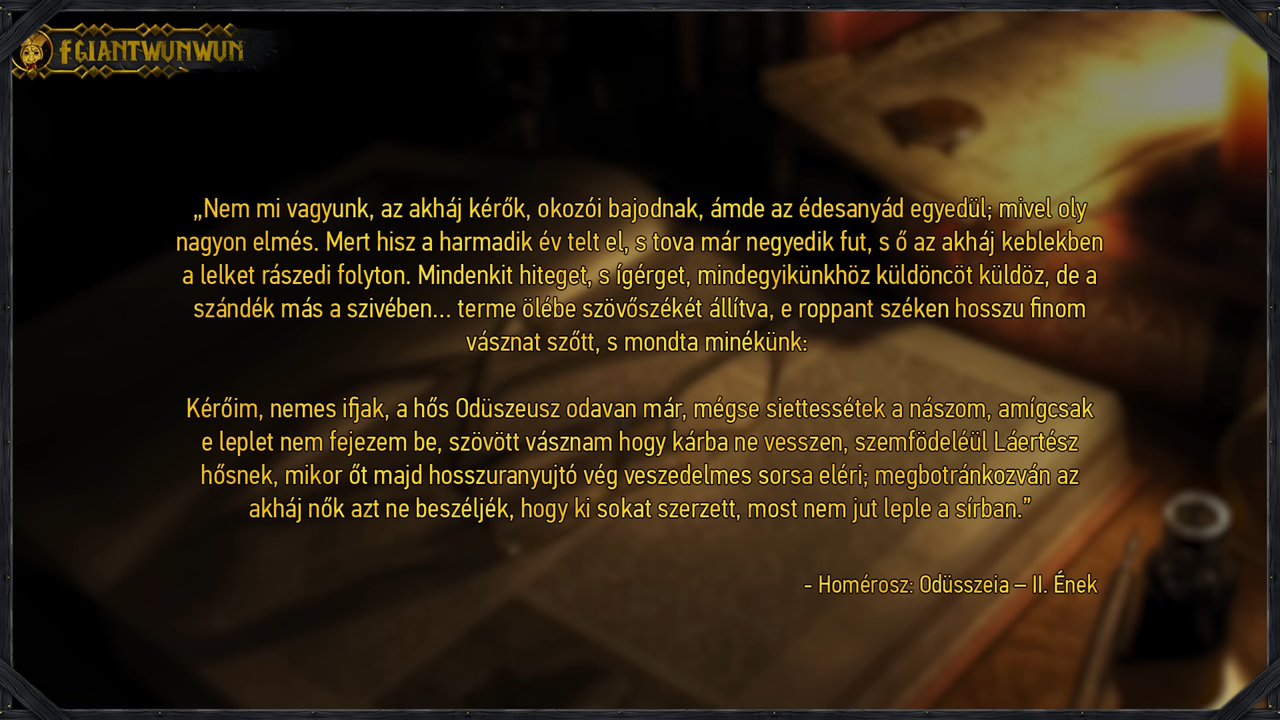 FGIANTWUNWUN
„Nem mi vagyunk, az akháj kérők, okozói bajodnak, ámde az édesanyád egyedül; mivel oly
nagyon elmés. Mert hisz a harmadik év telt el, s tova már negyedik fut, s ő az akháj keblekben
a lelket rászedi folyton. Mindenkit hiteget, s ígérget, mindegyikünkhöz küldöncöt küldöz, de a
szándék más a szivében... terme ölébe szövőszékét állítva, e roppant széken hosszu finom
vásznat szőtt, s mondta minékünk:
Kérőim, nemes ifjak, a hős Odüszeusz odavan már, mégse siettessétek a nászom, amígcsak
e leplet nem fejezem be, szövött vásznam hogy kárba ne vesszen, szemfödeléül Láertész
hősnek, mikor őt majd hosszuranyujtó vég veszedelmes sorsa eléri; megbotránkozván az
akháj nők azt ne beszéljék, hogy ki sokat szerzett, most nem jut leple a sírban.”
- Homérosz: Odüsszeia – II. Ének